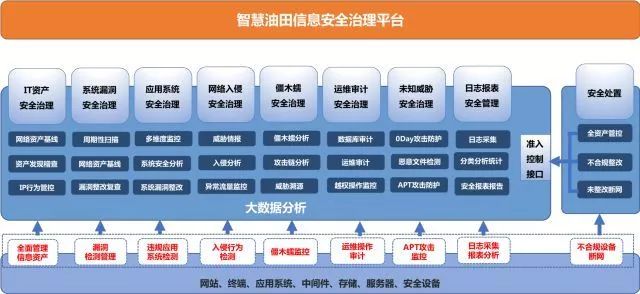 智慧油田信息安全治理平台
IT资产
安全治理
系统漏洞
安全治理
应用系统
安全治理
网络入侵
安全治理
僵木蠕
安全治理
运维审计
安全治理
未知威胁
安全治理
日志报表
安全管理
安全处置
网络资产基线
周期性扫描
多维度监控
威胁情报
僵木蠕分析
数据库审计
0Day攻击防护
日志采集
全资产管控
资产发现稽查
网络资产基线
系统安全分析
入侵分析
攻击链分析
运维审计
恶意文件检测
分类分析统计
不合规整改
IP行为管控
漏洞整改复查
系统漏洞整改
异常流量监控
威胁溯源
越权操作监控
APT攻击防护
安全报表报告
未整改断网
准入
控制
接口
大数据分析
全面管理
信息资产
漏洞
检测管理
违规应用
系统检测
入侵行为
检测
僵木蠕监控
运维操作
审计
APT攻击
监控
日志采集
报表分析
不合规设备
断网
网站、终端、应用系统、中间件、存储、服务器、安全设备